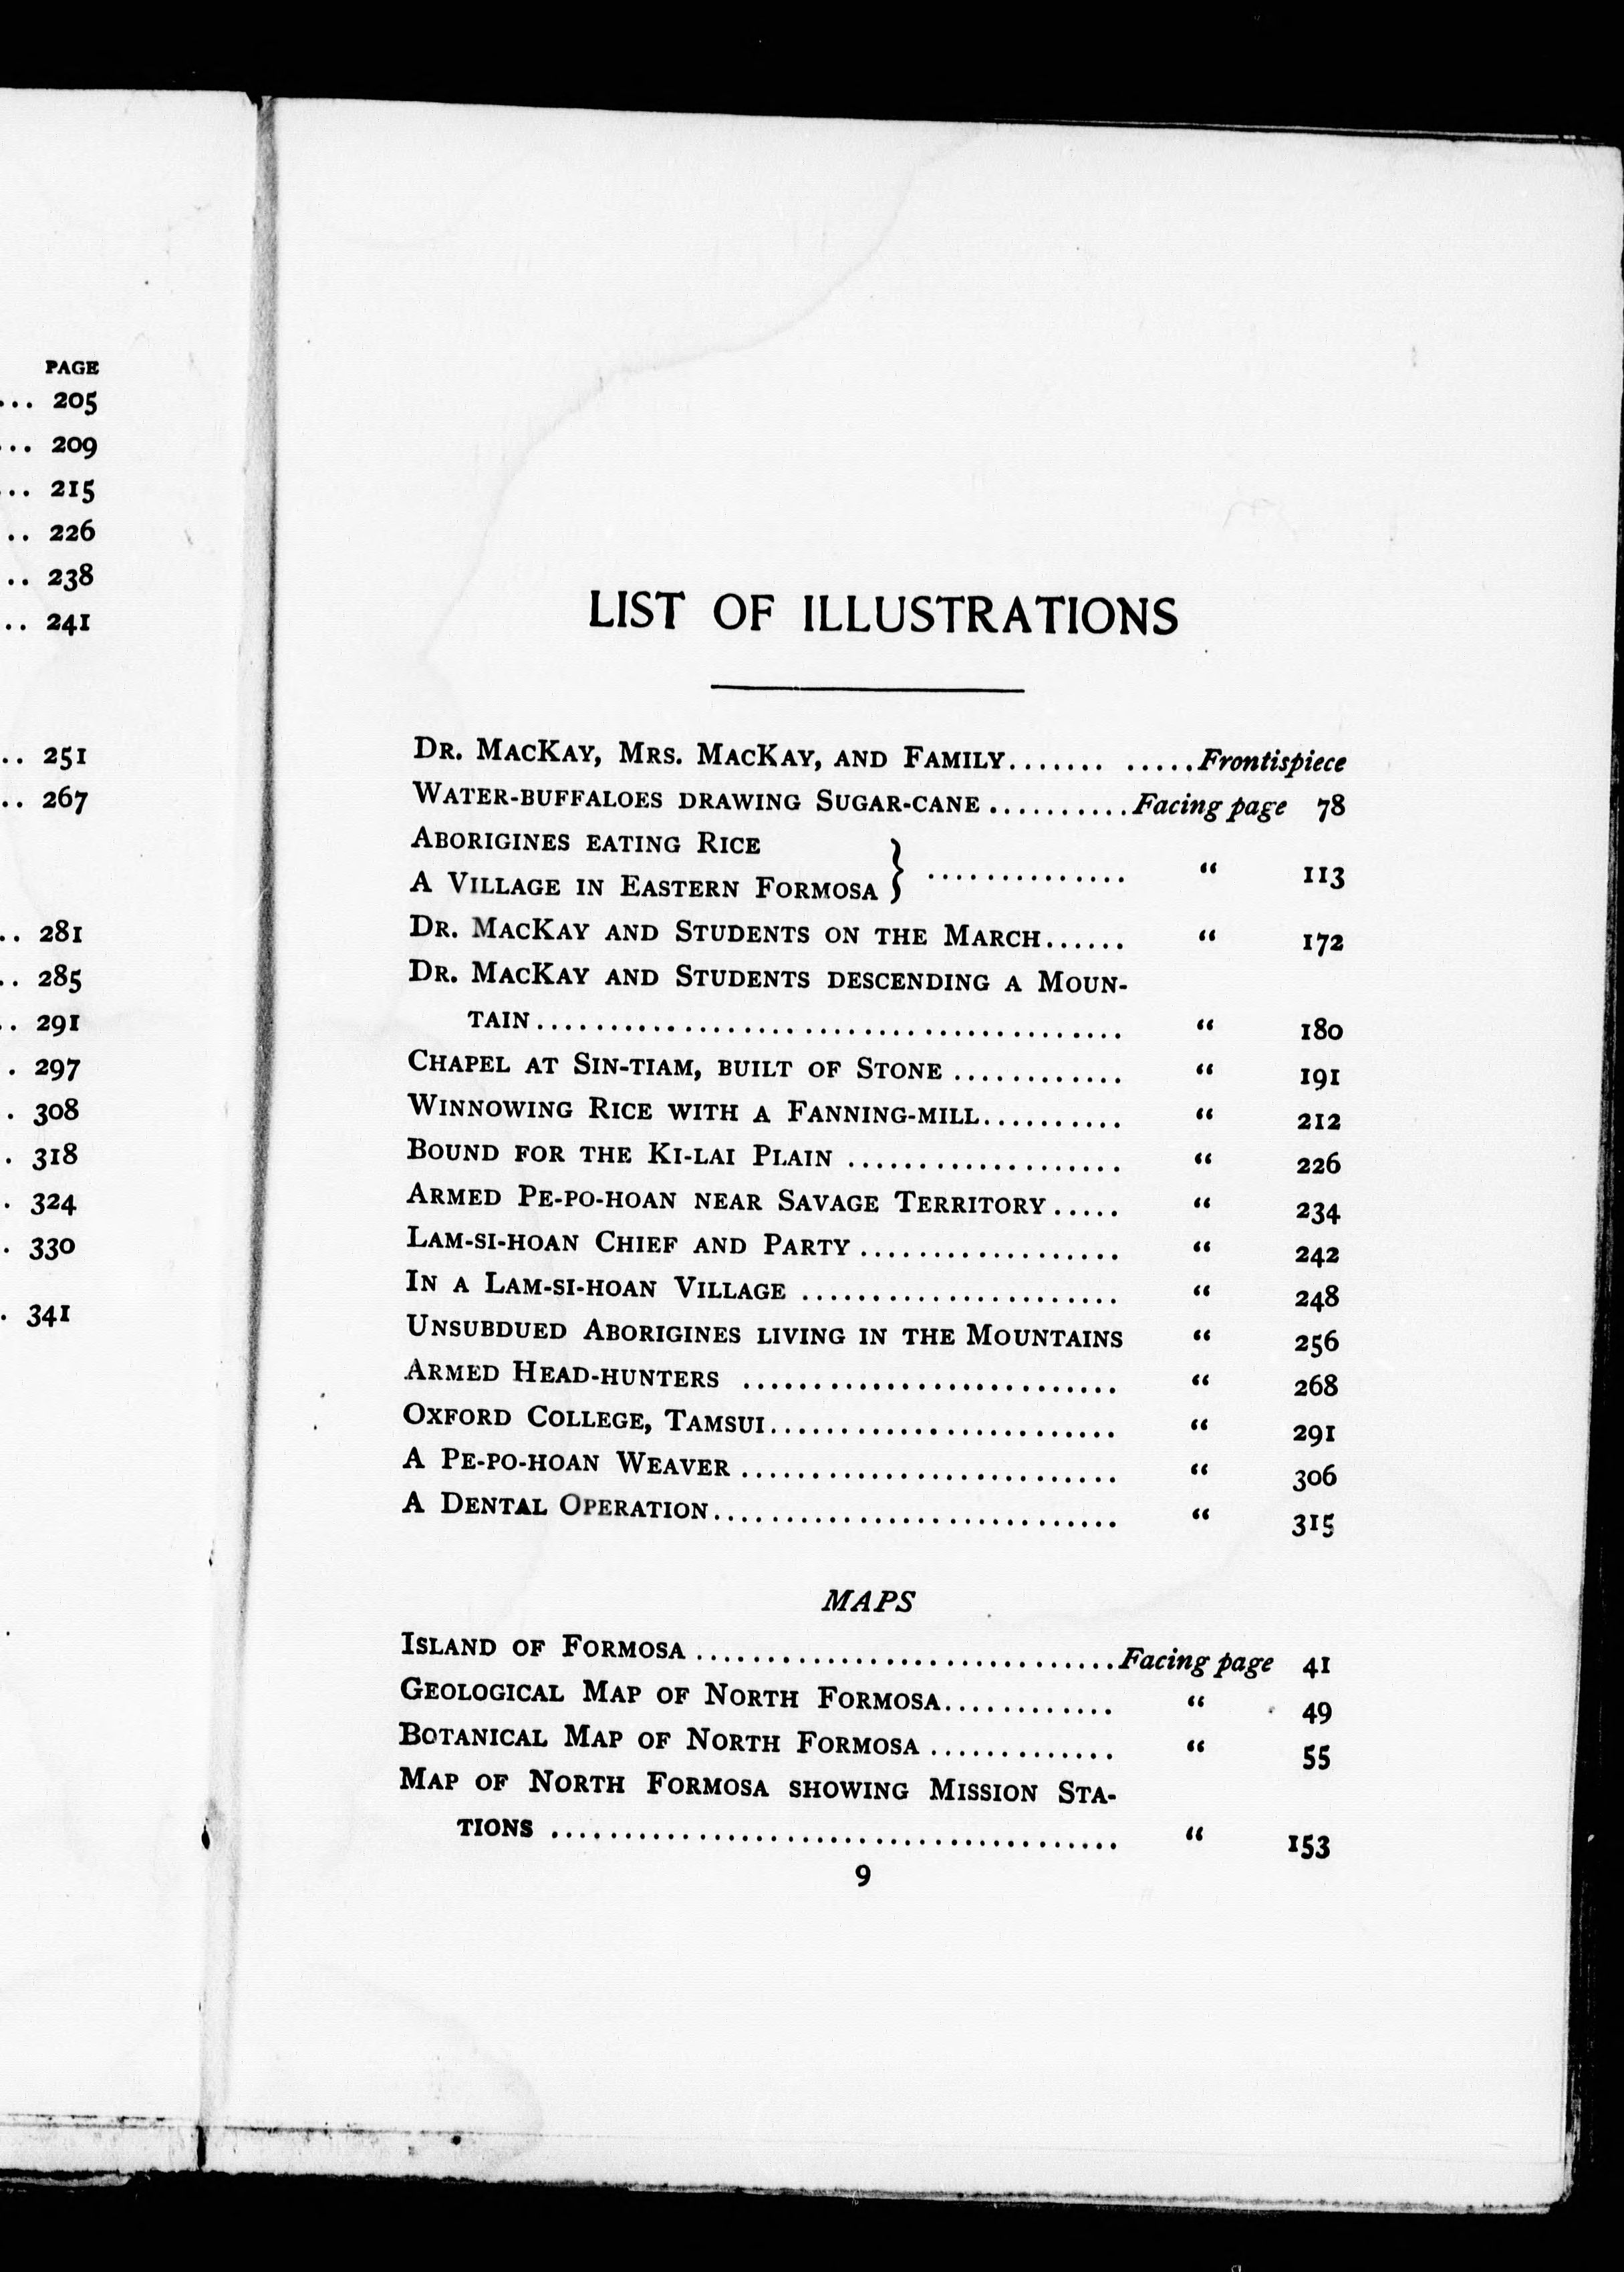 PAGE
... 205
... 209
... 215
.. 226
.. 238
.. 241
.. 251
.. 267
.. 281
.. 285
.. 291
. 297
. 308
. 318
. 324
. 330
. 341
LIST OF ILLUSTRATIONS
DR. MACKAY, MRS. MACKAY, AND FAMILY....... .....Frontispiece
WATER-BUFFALOES DRAWING SUGAR-CANE ..........Facing page 78
ABORIGINES EATING RICE
A VILLAGE IN EASTERN FORMOSA } .............. “ 113
DR. MACKAY AND STUDENTS ON THE MARCH...... “ 172
DR. MACKAY AND STUDENTS DESCENDING A MOUN-
TAIN......................................... “ 180
CHAPEL AT SIN-TIAM, BUILT OF STONE ............ “ 191
WINNOWING RICE WITH A FANNING-MILL.......... “ 212
BOUND FOR THE KI-LAI PLAIN ................... “ 226
ARMED PE-PO-HOAN NEAR SAVAGE TERRITORY ..... “ 234
LAM-SI-HOAN CHIEF AND PARTY .................. “ 242
IN A LAM-SI-HOAN VILLAGE ...................... “ 248
UNSUBDUED ABORIGINES LIVING IN THE MOUNTAINS “ 256
ARMED HEAD-HUNTERS .......................... “ 268
OXFORD COLLEGE, TAMSUI........................ “ 291
A PE-PO-HOAN WEAVER .......................... “ 306
A DENTAL OPERATION............................ “ 315
MAPS
ISLAND OF FORMOSA ..............................Facing page 41
GEOLOGICAL MAP OF NORTH FORMOSA............ “ 49
BOTANICAL MAP OF NORTH FORMOSA ............. “ 55
MAP OF NORTH FORMOSA SHOWING MISSION STA-
TIONS ........................................ “ 153
9